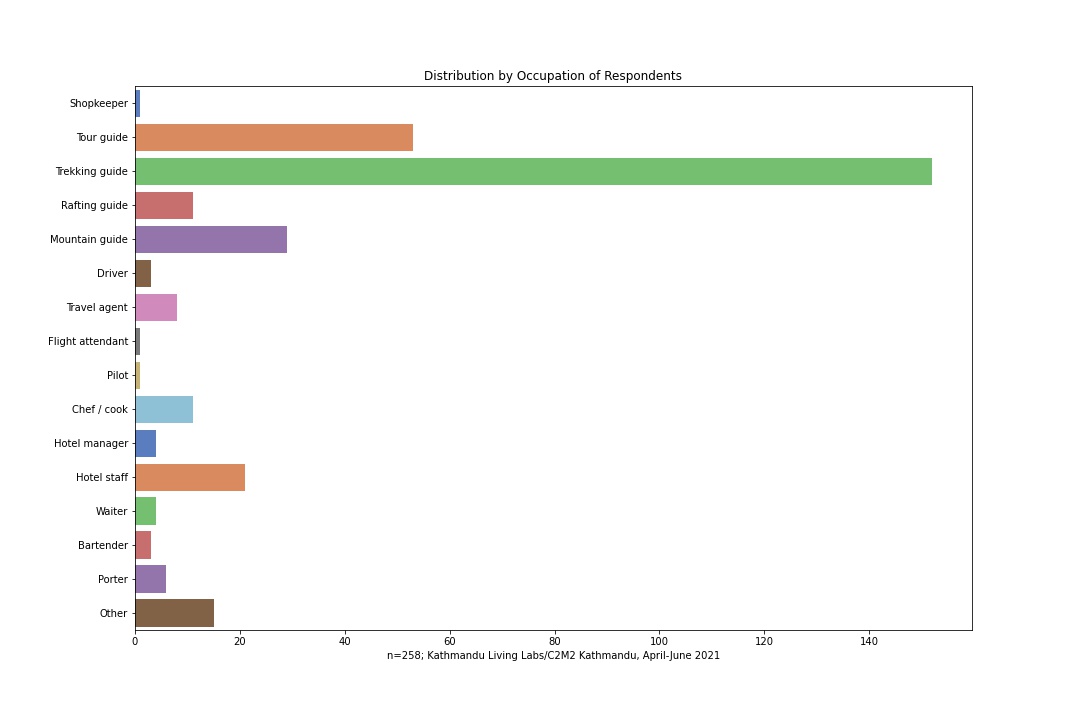 Distribution by Occupation of Respondents
Shopkeeper
Tour guide
Trekking guide
Rafting guide
Mountain guide
Driver
Travel agent
Flight attendant
Pilot
Chef / cook
Hotel manager
Hotel staff
Waiter
Bartender
Porter
Other
0 20 40 60 80 100 120 140
n=258; Kathmandu Living Labs/C2M2 Kathmandu, April-June 2021